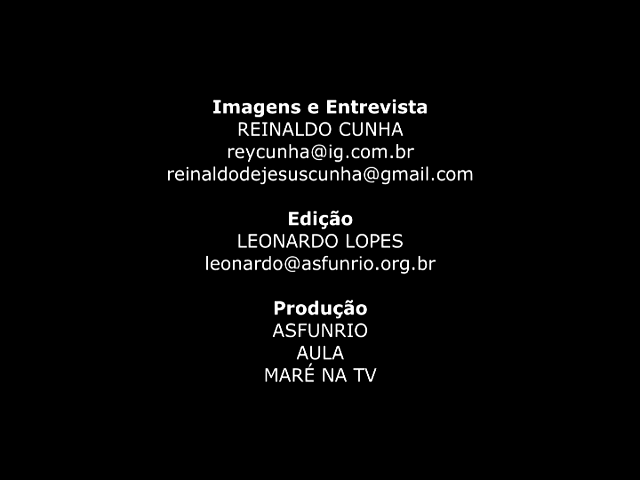 Imagens e Entrevista
REINALDO CUNHA
reycunha@ig.com.br
reinaldodejesuscunha@gmail.com
Edição
LEONARDO LOPES
leonardo@asfunrio.org.br
Produção
ASFUNRIO
AULA
MARÉ NA TV